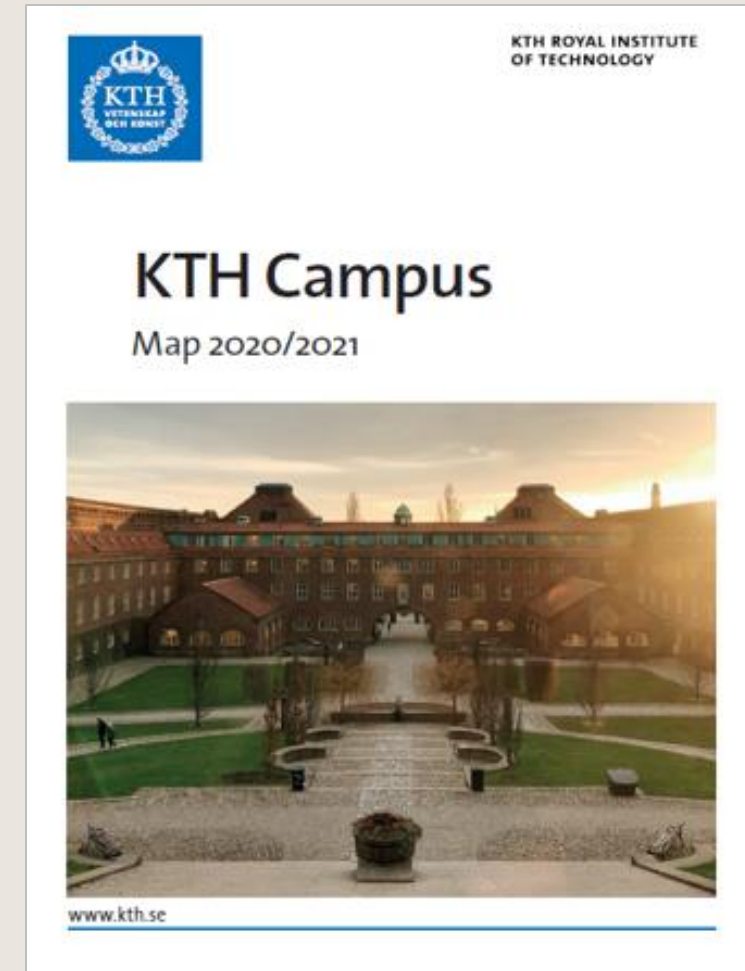 KTH
VETENSKAP
OCH KONST
KTH ROYAL INSTITUTE
OF TECHNOLOGY
KTH Campus
Map 2020/2021
www.kth.se